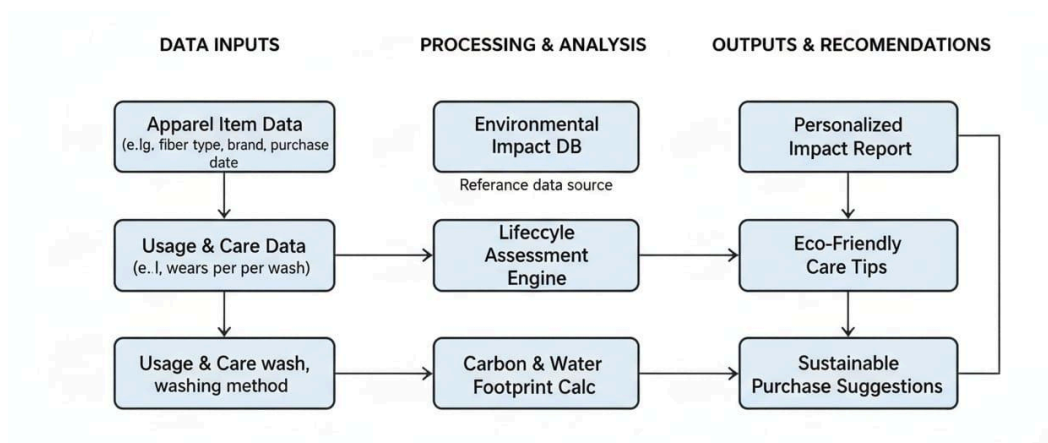 DATA INPUTS
PROCESSING & ANALYSIS
OUTPUTS & RECOMENDATIONS
Apparel Item Data
(e.lg. fiber type, brand, purchase
date
Environmental
Impact DB
Referance data source
Personalized
Impact Report
Usage & Care Data
(e..l, wears per per wash)
Lifeccyle
Assessment
Engine
Eco-Friendly
Care Tips
Usage & Care wash,
washing method
Carbon & Water
Footprint Calc
Sustainable
Purchase Suggestions